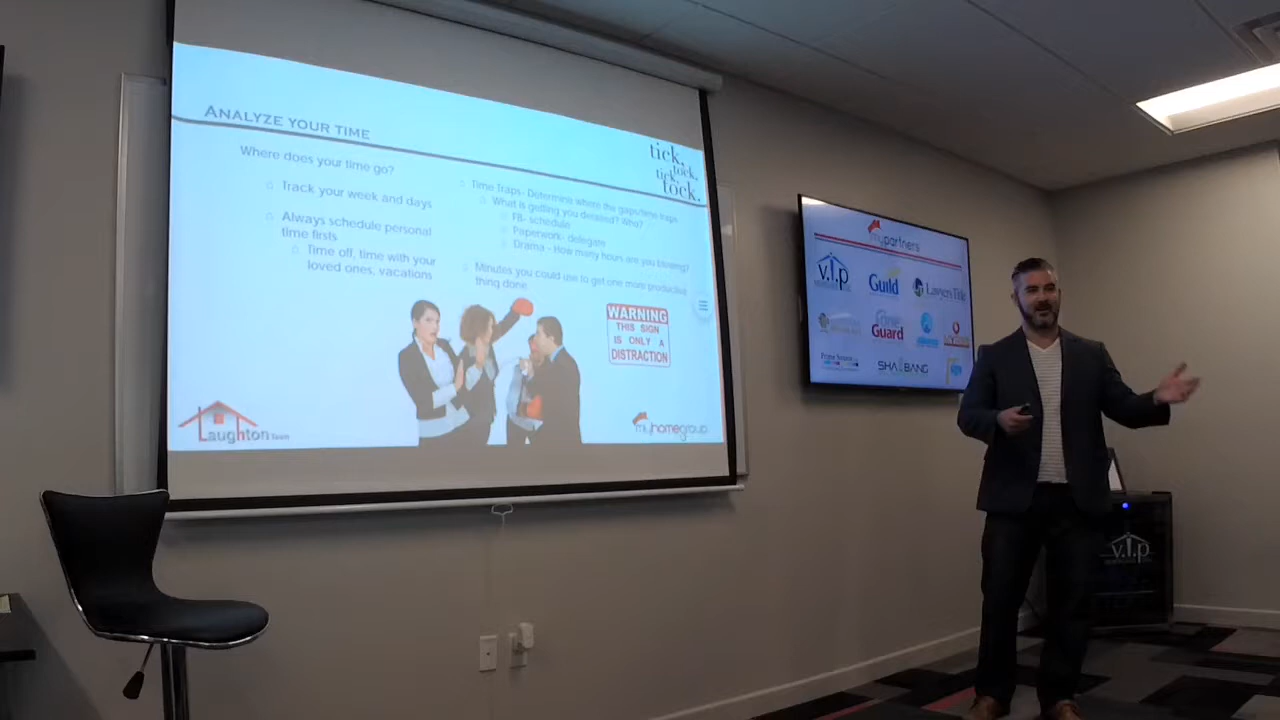 ANALYZE YOUR TIME
tick.
tock.
tick.
tock.
Where does your time go?
Track your week and days
Always schedule personal
time firsts
Time off, time with your
loved ones, vacations
Time Traps- Determine where the gaps/time traps
What is getting you derailed? Who?
FB- schedule
Paperwork- delegate
Drama - How many hours are you blowing?
Minutes you could use to get one more productive
thing done
WARNING
THIS SIGN
IS ONLY A
DISTRACTION
Laughton Team
myhomegroup
mypartners
v.i.p
Guild
Lawyers Title
Guard
SHABANG
v.i.p